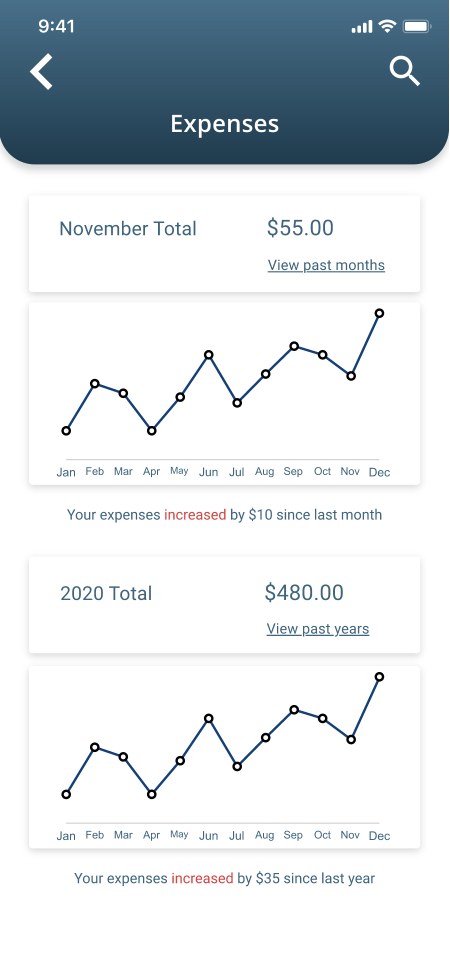 9:41
Expenses
November Total $55.00
View past months
Jan Feb Mar Apr May Jun Jul Aug Sep Oct Nov Dec
Your expenses increased by $10 since last month
2020 Total $480.00
View past years
Jan Feb Mar Apr May Jun Jul Aug Sep Oct Nov Dec
Your expenses increased by $35 since last year